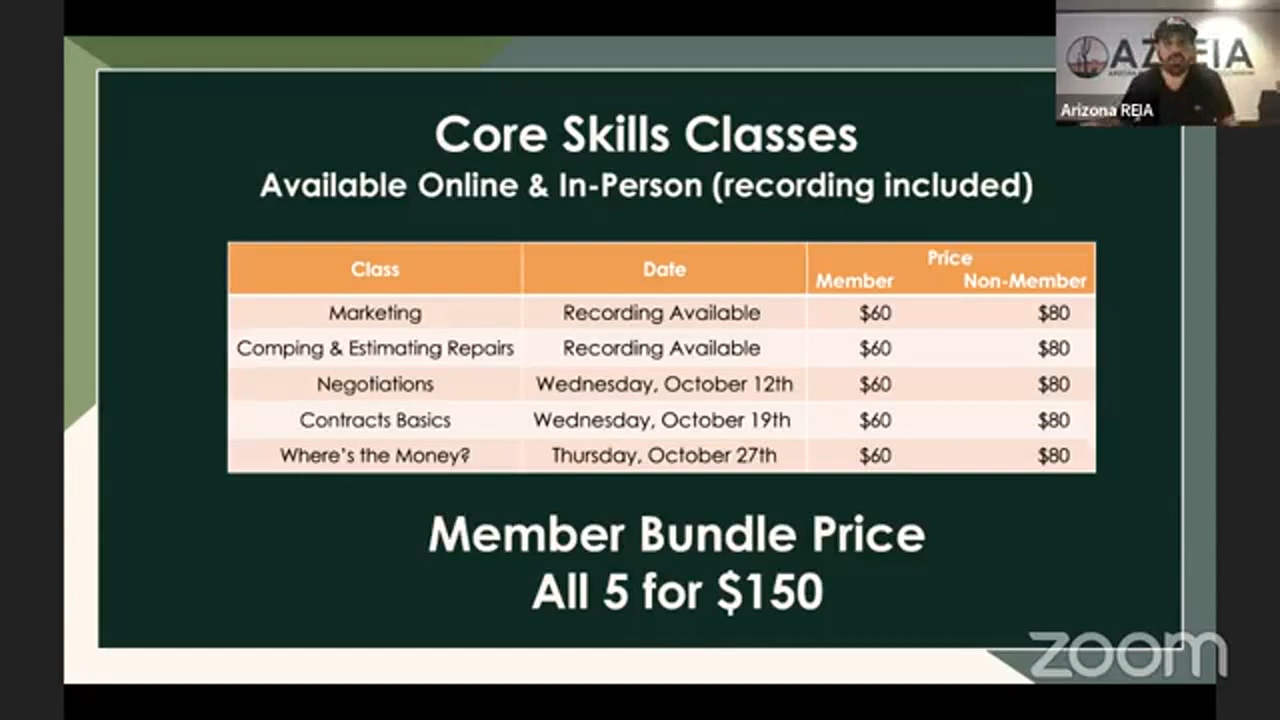 AZREIA
Arizona REIA
Core Skills Classes
Available Online & In-Person (recording included)
Class Date Price
Member Non-Member
Marketing Recording Available $60 $80
Comping & Estimating Repairs Recording Available $60 $80
Negotiations Wednesday, October 12th $60 $80
Contracts Basics Wednesday, October 19th $60 $80
Where's the Money? Thursday, October 27th $60 $80
Member Bundle Price
All 5 for $150
zoom